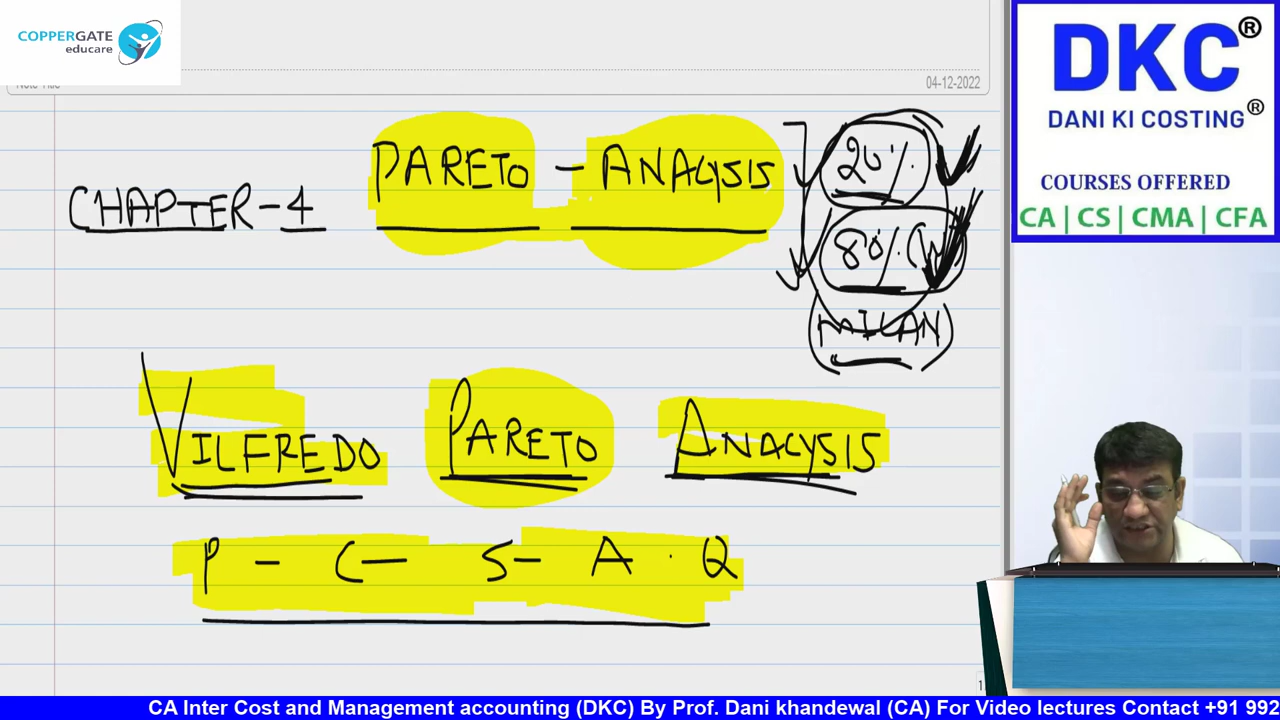 COPPERGATE
educare
04-12-2022
CHAPTER-4 PARETO - ANALYSIS
20%
80%
(MILAN)
VILFREDO PARETO ANALYSIS
P - C - S - A . Q
DKC®
DANI KI COSTING®
COURSES OFFERED
CA | CS | CMA | CFA
1
CA Inter Cost and Management accounting (DKC) By Prof. Dani khandewal (CA) For Video lectures Contact +91 992